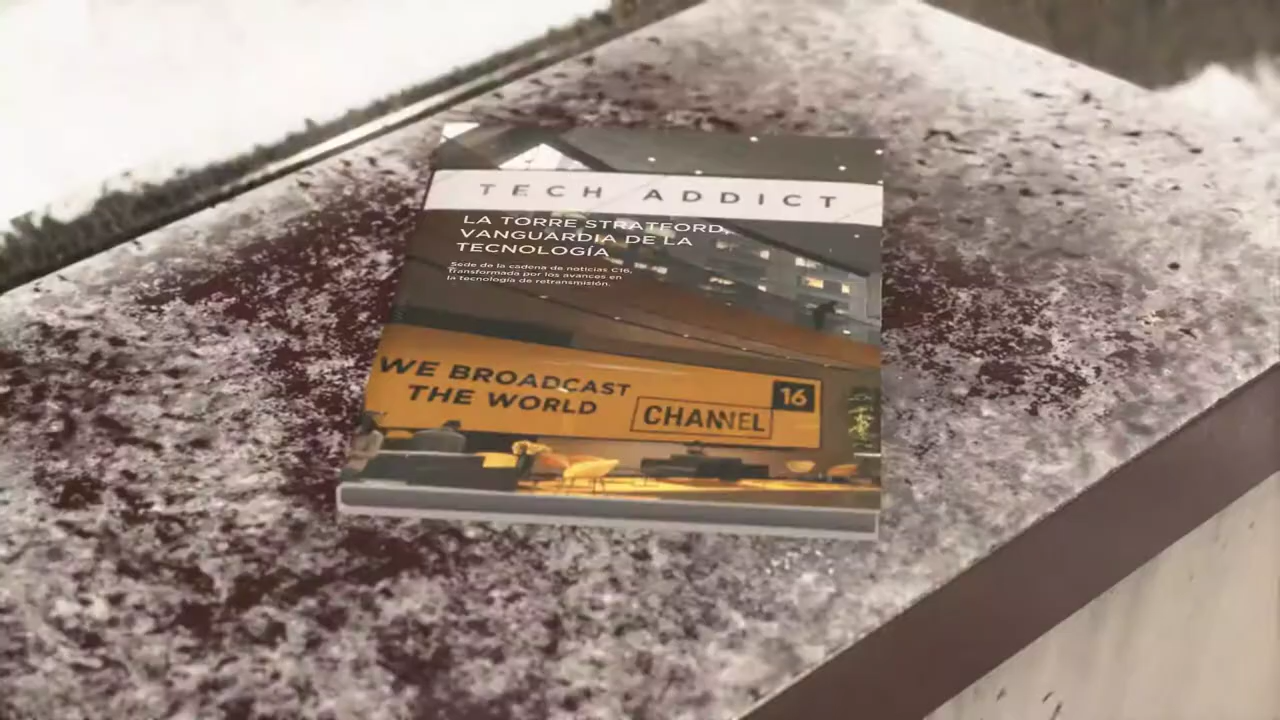 TECH ADDICT
LA TORRE STRATFORD,
VANGUARDIA DE LA
TECNOLOGÍA
Sede de la cadena de noticias C16,
Transformada por los avances en
la tecnología de retransmisión.
WE BROADCAST
THE WORLD
CHANNEL
16